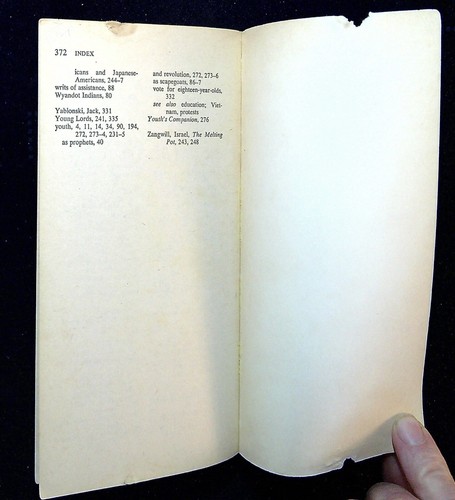 372 INDEX
icans and Japanese-
Americans, 244–7
writs of assistance, 88
Wyandot Indians, 80
Yablonski, Jack, 331
Young Lords, 241, 335
youth, 4, 11, 14, 34, 90, 194,
272, 273–4, 231–5
as prophets, 40
and revolution, 272, 273–6
as scapegoats, 86–7
vote for eighteen-year-olds,
332
see also education; Viet-
nam, protests
Youth's Companion, 276
Zangwill, Israel, The Melting
Pot, 243, 248